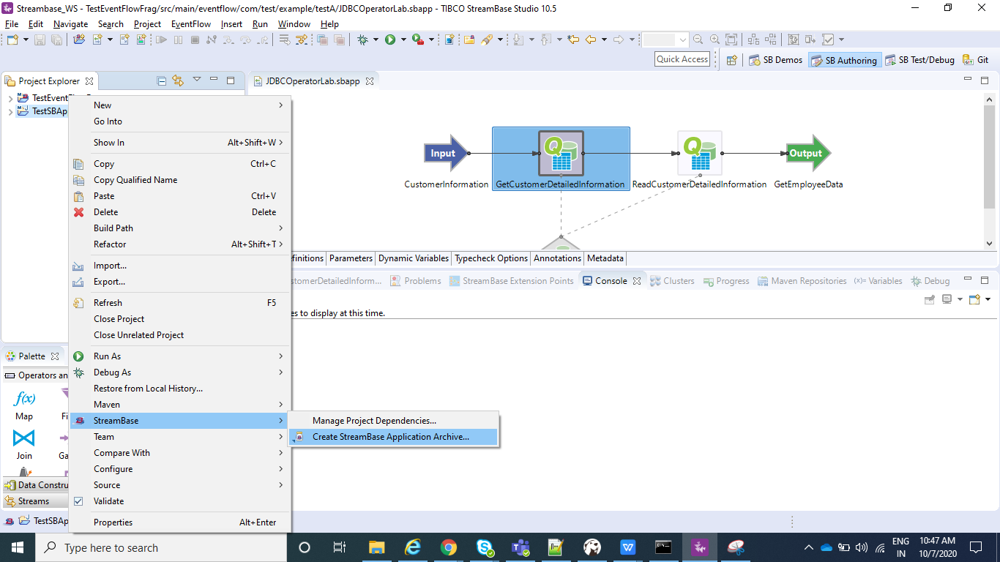 Streambase_WS - TestEventFlowFrag/src/main/eventflow/com/test/example/testA/JDBCOperatorLab.sbapp - TIBCO StreamBase Studio 10.5
File Edit Navigate Search Project EventFlow Insert Run Window Help
Quick Access
SB Demos
SB Authoring
SB Test/Debug
Git
Project Explorer
JDBCOperatorLab.sbapp
TestEventFlow
TestSBAp
New
Go Into
Show In Alt+Shift+W
Copy Ctrl+C
Copy Qualified Name
Paste Ctrl+V
Delete Delete
Build Path
Refactor Alt+Shift+T
Import...
Export...
Refresh F5
Close Project
Close Unrelated Project
Run As
Debug As
Restore from Local History...
Maven
StreamBase
Team
Compare With
Configure
Source
Validate
Properties Alt+Enter
Manage Project Dependencies...
Create StreamBase Application Archive...
Input
Output
CustomerInformation
GetCustomerDetailedInformation
ReadCustomerDetailedInformation
GetEmployeeData
efinitions
Parameters
Dynamic Variables
Typecheck Options
Annotations
Metadata
stomerDetailedInform...
Problems
StreamBase Extension Points
Console
Clusters
Progress
Maven Repositories
(x)= Variables
Debug
es to display at this time.
Palette
Operators an
f(x)
Map
Fi
Join
Ga
Data Constru
Streams
TestSBAp
Type here to search
ENG
IN
10:47 AM
10/7/2020